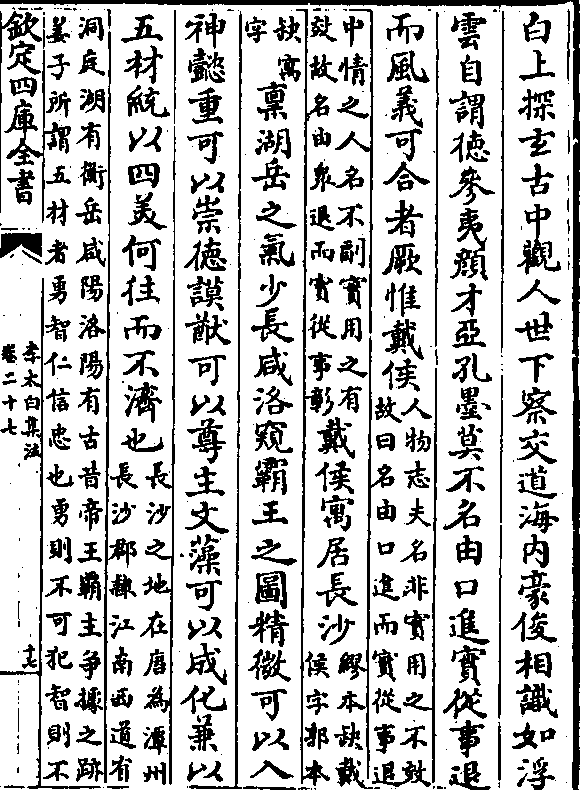 白上探玄古中觀人世下察交道海内豪俊相識如浮
雲自謂徳參夷顔才亞孔墨莫不名由口進實從事退
而風義可合者厥惟戴侯
人物志夫名非實用之不效
故曰名由口進而實從事退
中情之人名不副實用之有
效故名由衆退而實從事彰
戴侯寓居長沙
繆本缺戴
侯字郭本
缺寓
字
禀湖岳之氣少長咸洛窺霸王之圖精微可以入
神懿重可以崇徳謨猷可以尊主文藻可以成化兼以
五材統以四美何往而不濟也
長沙之地在唐為潭州
長沙郡隸江南西道有
洞庭湖有衡岳咸陽洛陽有古昔帝王霸主争據之跡
姜子所謂五材者勇智仁信忠也勇則不可犯智則不
欽定四庫全書
李太白集注
卷二十七
十七